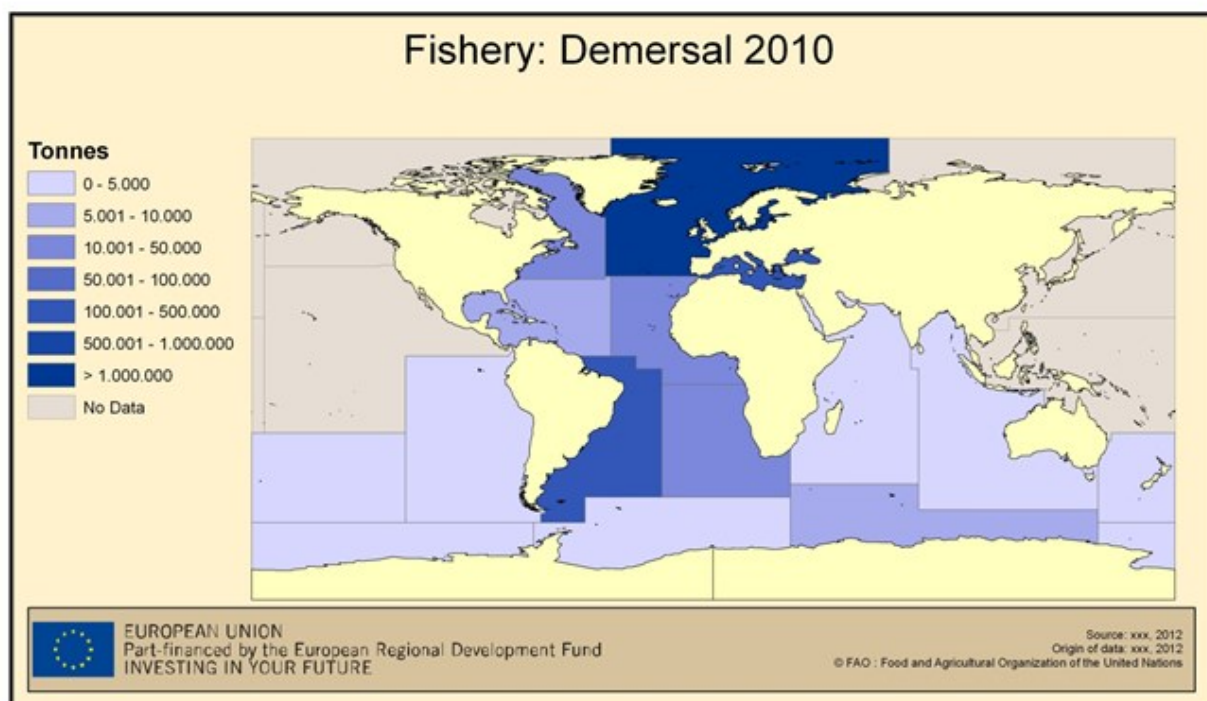 Fishery: Demersal 2010
Tonnes
0 - 5.000
5.001 - 10.000
10.001 - 50.000
50.001 - 100.000
100.001 - 500.000
500.001 - 1.000.000
> 1.000.000
No Data
EUROPEAN UNION
Part-financed by the European Regional Development Fund
INVESTING IN YOUR FUTURE
Source: xxx, 2012
Origin of data: xxx, 2012
© FAO : Food and Agricultural Organization of the United Nations